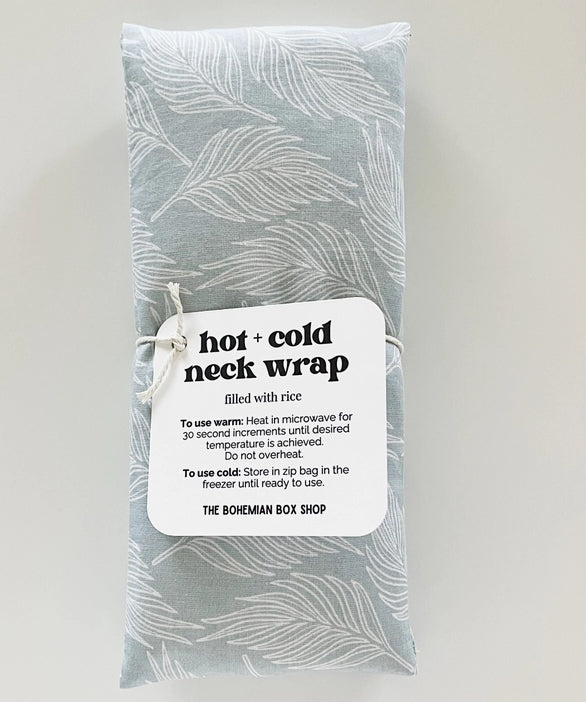 hot + cold
neck wrap
filled with rice
To use warm: Heat in microwave for
30 second increments until desired
temperature is achieved.
Do not overheat.
To use cold: Store in zip bag in the
freezer until ready to use.
THE BOHEMIAN BOX SHOP